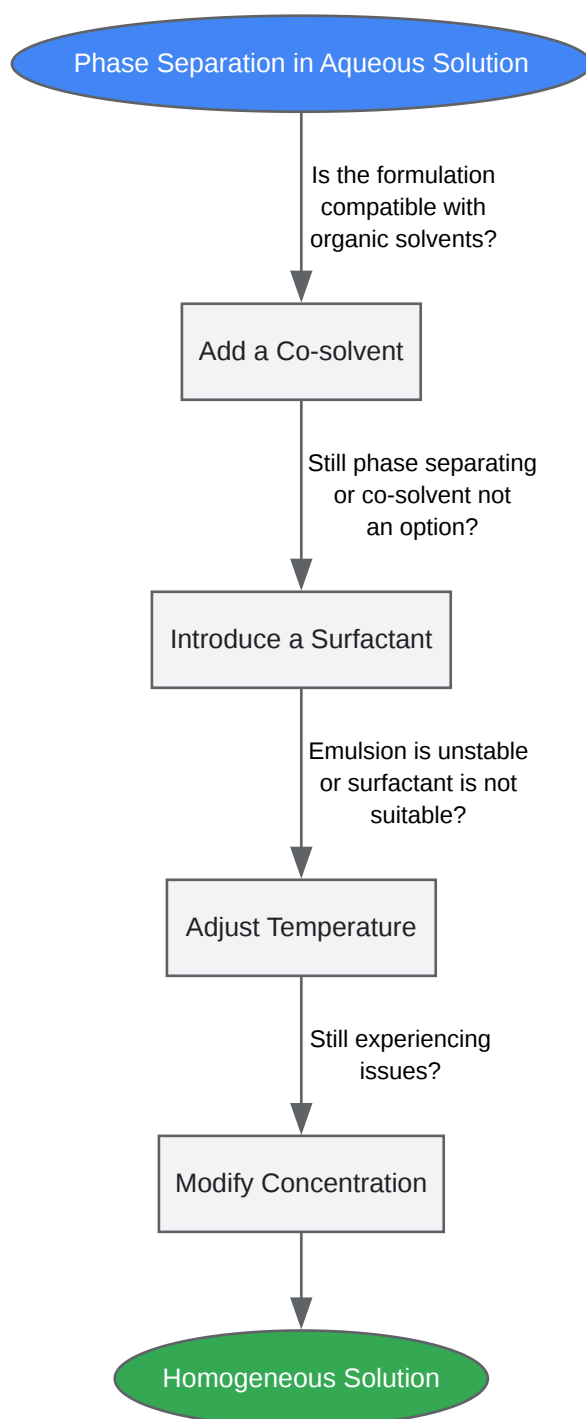 Phase Separation in Aqueous Solution
Is the formulation
compatible with
organic solvents?
Add a Co-solvent
Still phase separating
or co-solvent not
an option?
Introduce a Surfactant
Emulsion is unstable
or surfactant is not
suitable?
Adjust Temperature
Still experiencing
issues?
Modify Concentration
Homogeneous Solution